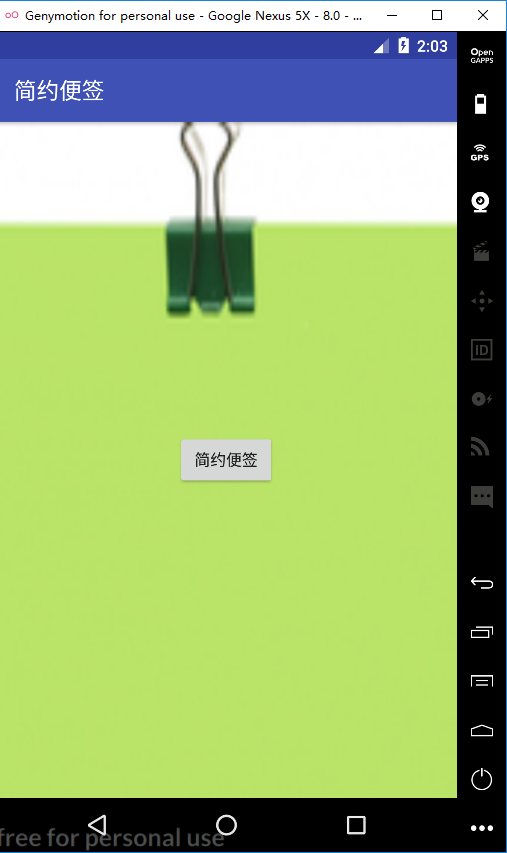 Genymotion for personal use - Google Nexus 5X - 8.0 - ...
2:03
Open
GAPPS
简约便签
GPS
ID
简约便签
free for personal use